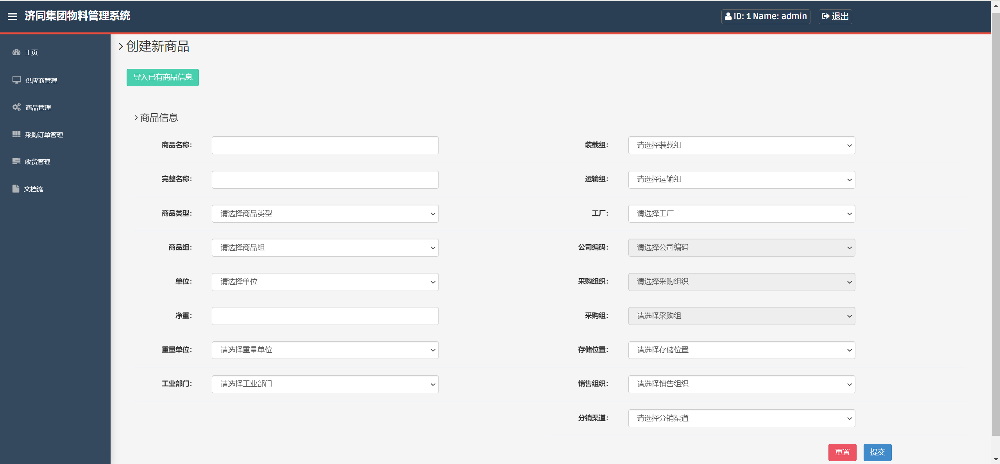 济同集团物料管理系统
ID: 1 Name: admin
退出
主页
供应商管理
商品管理
采购订单管理
收货管理
文档流
创建新商品
导入已有商品信息
商品信息
商品名称：
装载组： 请选择装载组
完整名称：
运输组： 请选择运输组
商品类型： 请选择商品类型
工厂： 请选择工厂
商品组： 请选择商品组
公司编码： 请选择公司编码
单位： 请选择单位
采购组织： 请选择采购组织
净重：
采购组： 请选择采购组
重量单位： 请选择重量单位
存储位置： 请选择存储位置
工业部门： 请选择工业部门
销售组织： 请选择销售组织
分销渠道： 请选择分销渠道
重置
提交